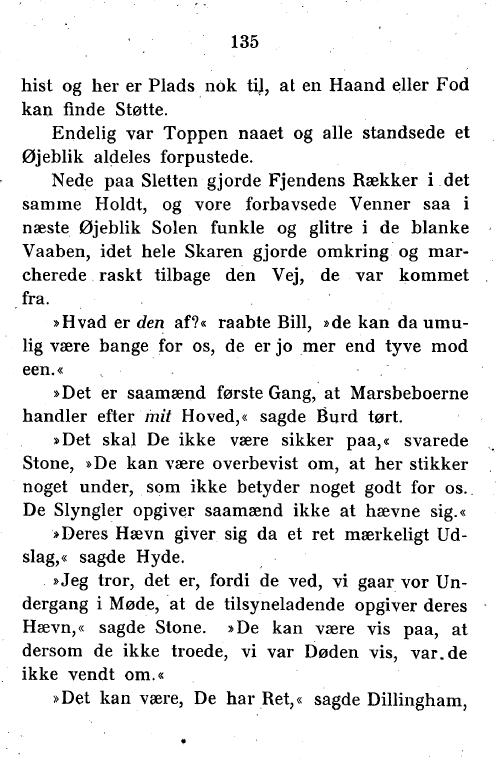 135
hist og her er Plads nok til, at en Haand eller Fod
kan finde Støtte.
Endelig var Toppen naaet og alle standsede et
Øjeblik aldeles forpustede.
Nede paa Sletten gjorde Fjendens Rækker i det
samme Holdt, og vore forbavsede Venner saa i
næste Øjeblik Solen funkle og glitre i de blanke
Vaaben, idet hele Skaren gjorde omkring og mar-
cherede raskt tilbage den Vej, de var kommet
fra.
»Hvad er den af?« raabte Bill, »de kan da umu-
lig være bange for os, de er jo mer end tyve mod
een.«
»Det er saamænd første Gang, at Marsbeboerne
handler efter mit Hoved,« sagde Burd tørt.
»Det skal De ikke være sikker paa,« svarede
Stone, »De kan være overbevist om, at her stikker
noget under, som ikke betyder noget godt for os.
De Slyngler opgiver saamænd ikke at hævne sig.«
»Deres Hævn giver sig da et ret mærkeligt Ud-
slag,« sagde Hyde.
»Jeg tror, det er, fordi de ved, vi gaar vor Un-
dergang i Møde, at de tilsyneladende opgiver deres
Hævn,« sagde Stone. »De kan være vis paa, at
dersom de ikke troede, vi var Døden vis, var de
ikke vendt om.«
»Det kan være, De har Ret,« sagde Dillingham,